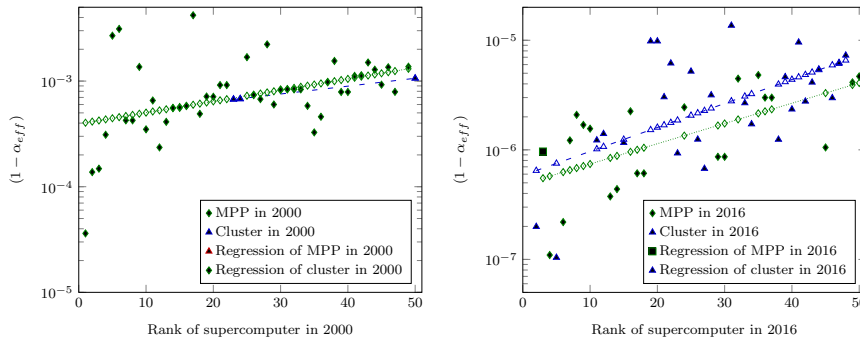 10⁻²
10⁻³
10⁻⁴
10⁻⁵
(1 − α_eff)
0 10 20 30 40 50
Rank of supercomputer in 2000
MPP in 2000
Cluster in 2000
Regression of MPP in 2000
Regression of cluster in 2000
10⁻⁵
10⁻⁶
10⁻⁷
(1 − α_eff)
0 10 20 30 40 50
Rank of supercomputer in 2016
MPP in 2016
Cluster in 2016
Regression of MPP in 2016
Regression of cluster in 2016